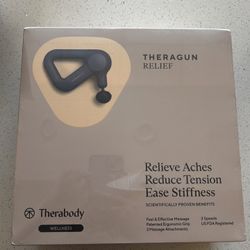 THERAGUN
RELIEF
Relieve Aches
Reduce Tension
Ease Stiffness
SCIENTIFICALLY PROVEN BENEFITS
Fast & Effective Massage
Patented Ergonomic Grip
3 Massage Attachments
3 Speeds
US FDA Registered
Therabody
WELLNESS